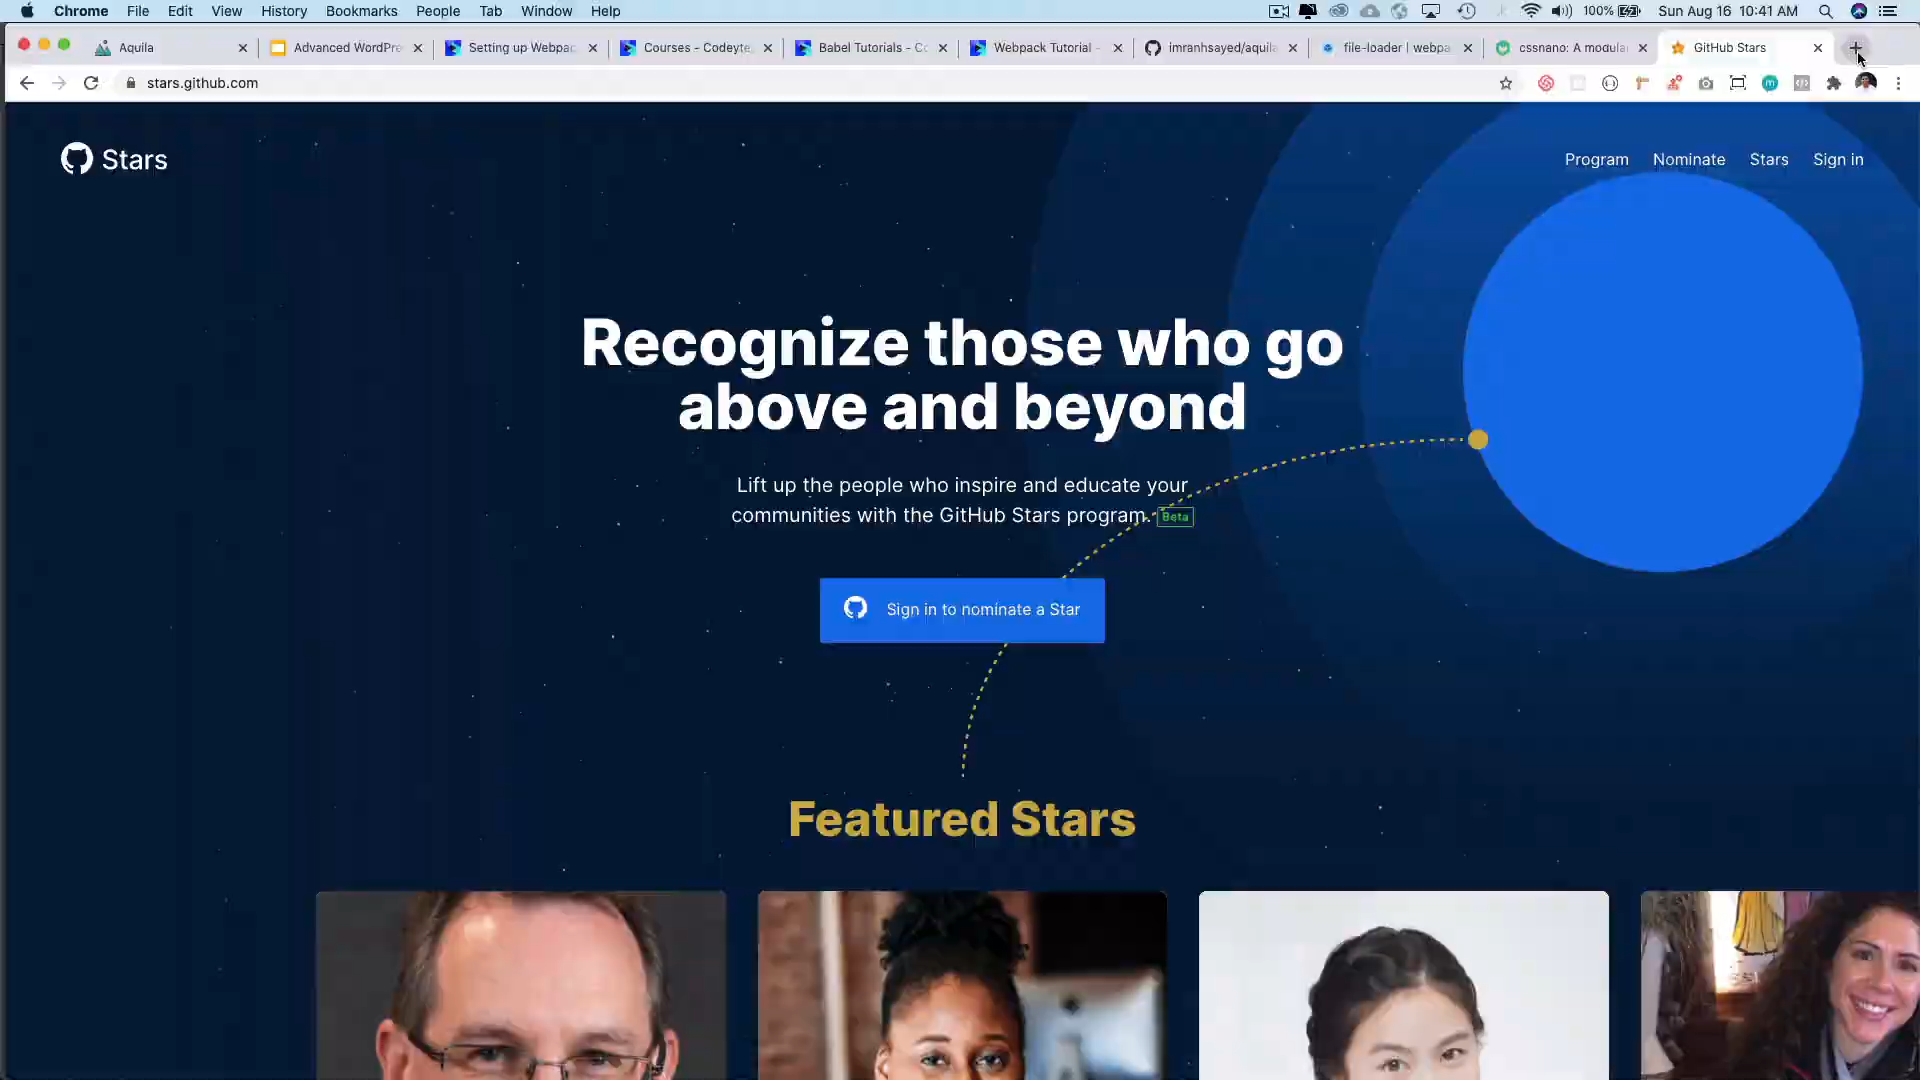 Chrome File Edit View History Bookmarks People Tab Window Help 100% Sun Aug 16 10:41 AM
Aquila Advanced WordPre Setting up Webpac Courses - Codeyte Babel Tutorials - Co Webpack Tutorial - imranhsayed/aquila file-loader | webpa cssnano: A modular GitHub Stars
stars.github.com
Stars Program Nominate Stars Sign in
Recognize those who go
above and beyond
Lift up the people who inspire and educate your
communities with the GitHub Stars program. Beta
Sign in to nominate a Star
Featured Stars